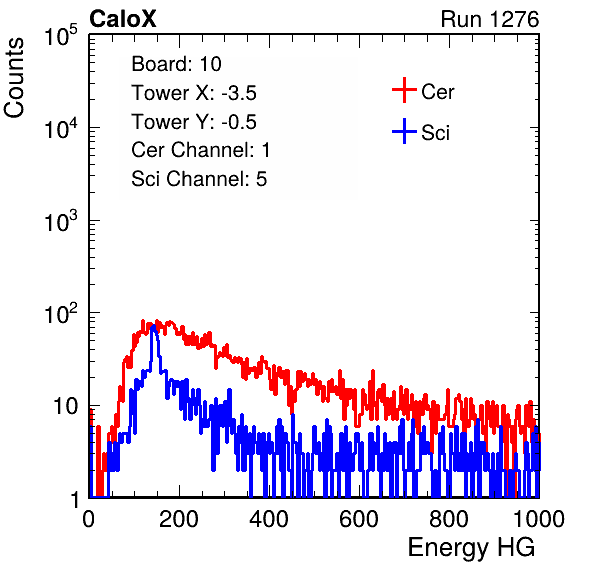 CaloX Run 1276
Counts
Board: 10
Tower X: -3.5
Tower Y: -0.5
Cer Channel: 1
Sci Channel: 5
Cer
Sci
10^5
10^4
10^3
10^2
10
1
0 200 400 600 800 1000
Energy HG